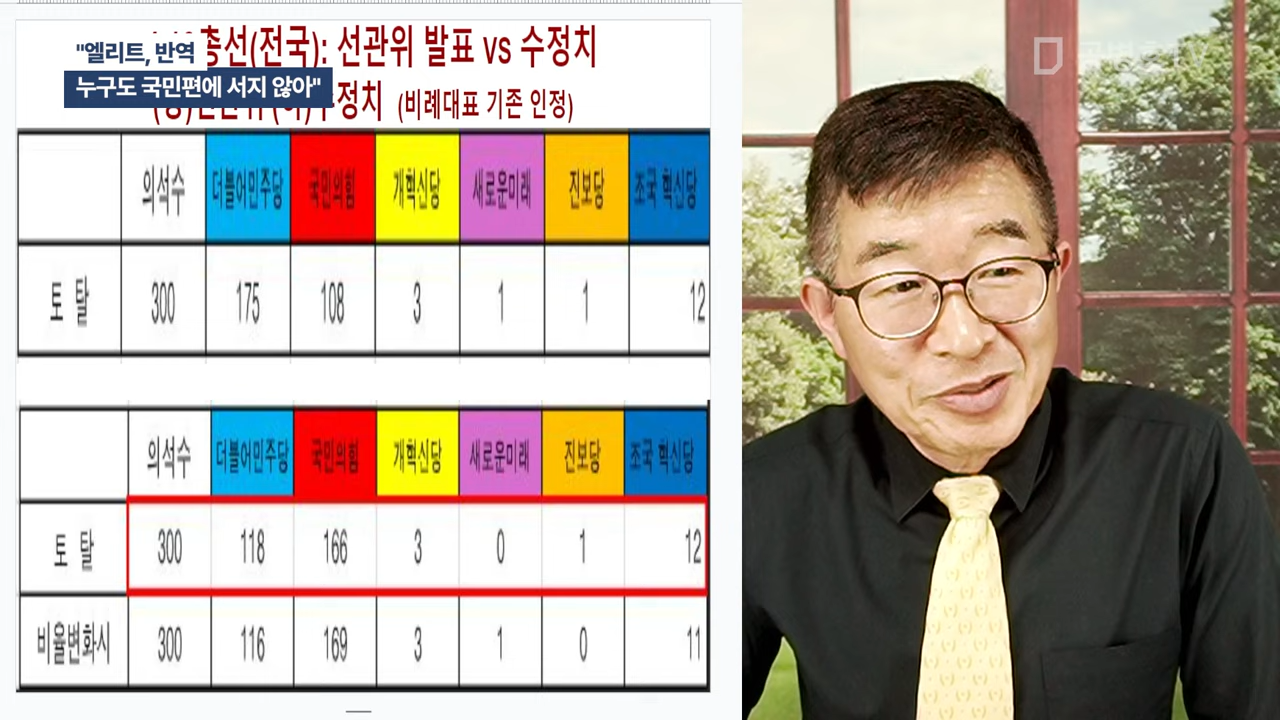 "엘리트, 반역
누구도 국민편에 서지 않아"
총선(전국): 선관위 발표 vs 수정치
정치 (비례대표 기존 인정)
의석수 더불어민주당 국민의힘 개혁신당 새로운미래 진보당 조국 혁신당
토 탈 300 175 108 3 1 1 12
의석수 더불어민주당 국민의힘 개혁신당 새로운미래 진보당 조국 혁신당
토 탈 300 118 166 3 0 1 12
비율변화시 300 116 169 3 1 0 11